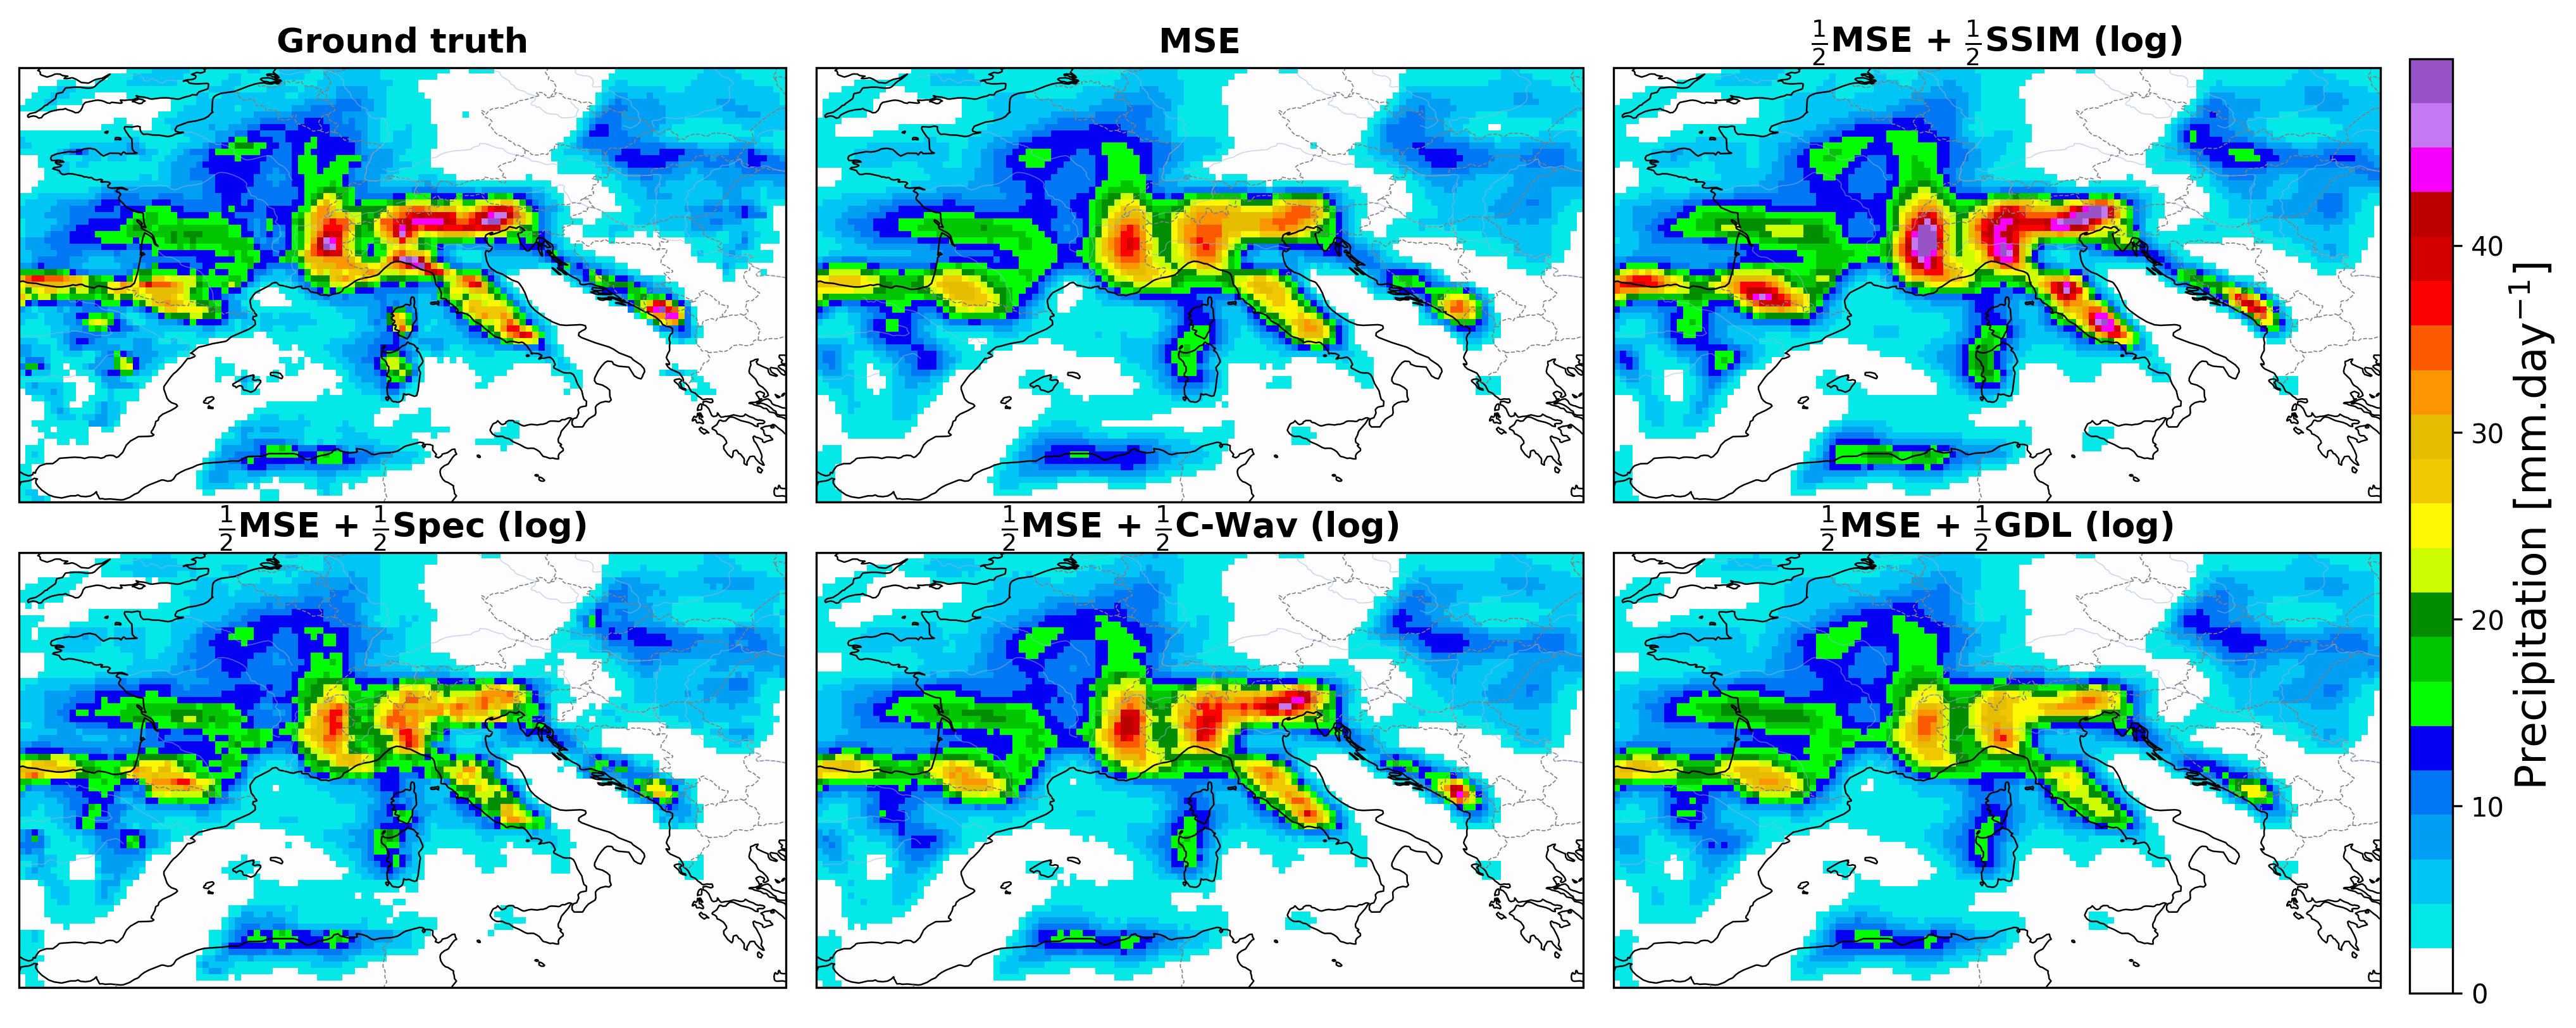 Ground truth
MSE
½MSE + ½SSIM (log)
½MSE + ½Spec (log)
½MSE + ½C-Wav (log)
½MSE + ½GDL (log)
40
30
20
10
0
Precipitation [mm.day⁻¹]